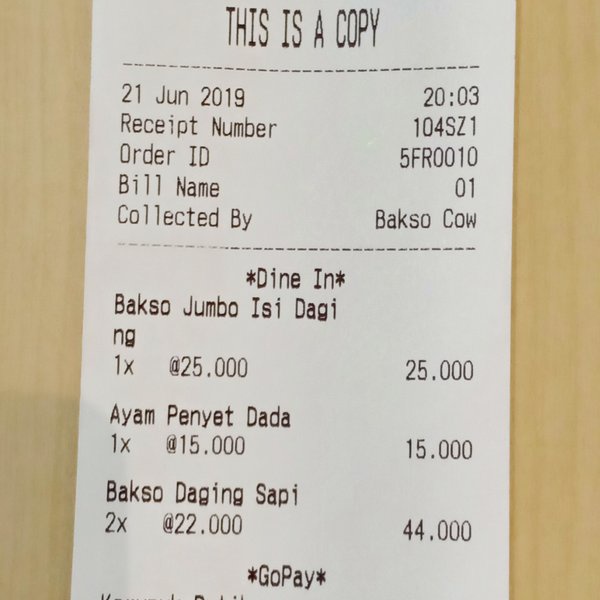 THIS IS A COPY
21 Jun 2019 20:03
Receipt Number 104SZ1
Order ID 5FR0010
Bill Name 01
Collected By Bakso Cow
*Dine In*
Bakso Jumbo Isi Dagi
ng
1x @25.000 25.000
Ayam Penyet Dada
1x @15.000 15.000
Bakso Daging Sapi
2x @22.000 44.000
*GoPay*